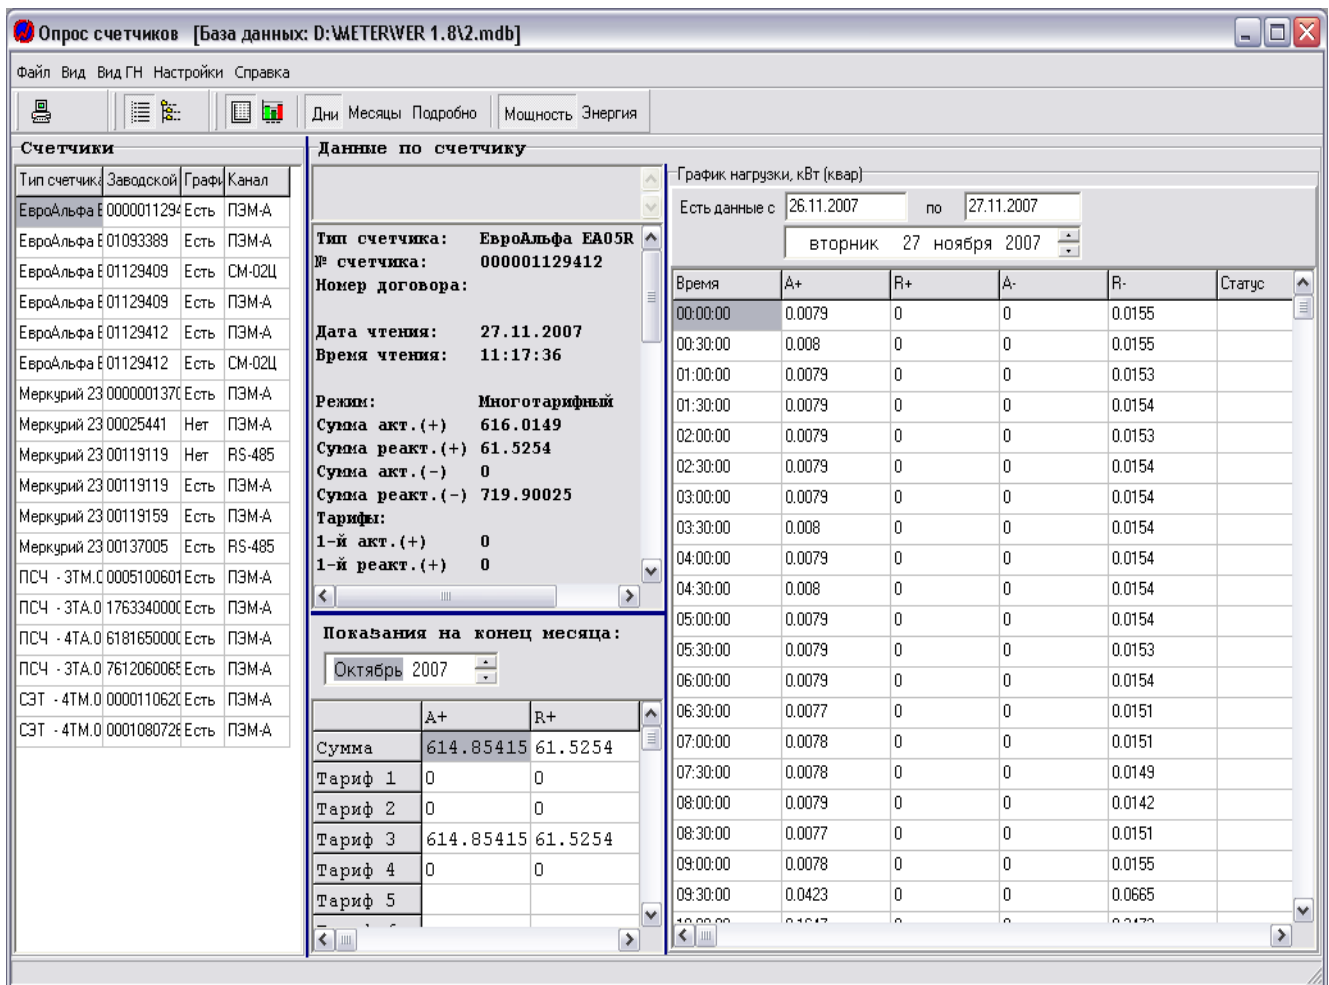 Опрос счетчиков [База данных: D:\METER\VER 1.8\2.mdb]
Файл Вид Вид ГН Настройки Справка
Дни Месяцы Подробно Мощность Энергия
Счетчики
Тип счетчика Заводской Графи Канал
ЕвроАльфа Е 0000011294 Есть ПЭМ-А
ЕвроАльфа Е 01093389 Есть ПЭМ-А
ЕвроАльфа Е 01129409 Есть СМ-02Ц
ЕвроАльфа Е 01129409 Есть ПЭМ-А
ЕвроАльфа Е 01129412 Есть ПЭМ-А
ЕвроАльфа Е 01129412 Есть СМ-02Ц
Меркурий 23 0000001370 Есть ПЭМ-А
Меркурий 23 00025441 Нет ПЭМ-А
Меркурий 23 00119119 Нет RS-485
Меркурий 23 00119119 Есть ПЭМ-А
Меркурий 23 00119159 Есть ПЭМ-А
Меркурий 23 00137005 Есть RS-485
ПСЧ - 3ТМ.0 0005100601 Есть ПЭМ-А
ПСЧ - 3ТА.0 1763340000 Есть ПЭМ-А
ПСЧ - 4ТА.0 6181650000 Есть ПЭМ-А
ПСЧ - 3ТА.0 7612060065 Есть ПЭМ-А
СЭТ - 4ТМ.0 0000110620 Есть ПЭМ-А
СЭТ - 4ТМ.0 0001080726 Есть ПЭМ-А
Данные по счетчику
Тип счетчика: ЕвроАльфа EA05R
№ счетчика: 000001129412
Номер договора:
Дата чтения: 27.11.2007
Время чтения: 11:17:36
Режим: Многотарифный
Сумма акт.(+) 616.0149
Сумма реакт.(+) 61.5254
Сумма акт.(-) 0
Сумма реакт.(-) 719.90025
Тарифы:
1-й акт.(+) 0
1-й реакт.(+) 0
Показания на конец месяца:
Октябрь 2007
A+ R+
Сумма 614.85415 61.5254
Тариф 1 0 0
Тариф 2 0 0
Тариф 3 614.85415 61.5254
Тариф 4 0 0
Тариф 5
График нагрузки, кВт (квар)
Есть данные с 26.11.2007 по 27.11.2007
вторник 27 ноября 2007
Время A+ R+ A- R- Статус
00:00:00 0.0079 0 0 0.0155
00:30:00 0.008 0 0 0.0155
01:00:00 0.0079 0 0 0.0153
01:30:00 0.0079 0 0 0.0154
02:00:00 0.0079 0 0 0.0153
02:30:00 0.0079 0 0 0.0154
03:00:00 0.0079 0 0 0.0154
03:30:00 0.008 0 0 0.0154
04:00:00 0.0079 0 0 0.0154
04:30:00 0.008 0 0 0.0154
05:00:00 0.0079 0 0 0.0154
05:30:00 0.0079 0 0 0.0153
06:00:00 0.0079 0 0 0.0154
06:30:00 0.0077 0 0 0.0151
07:00:00 0.0078 0 0 0.0151
07:30:00 0.0078 0 0 0.0149
08:00:00 0.0079 0 0 0.0142
08:30:00 0.0077 0 0 0.0151
09:00:00 0.0078 0 0 0.0155
09:30:00 0.0423 0 0 0.0665